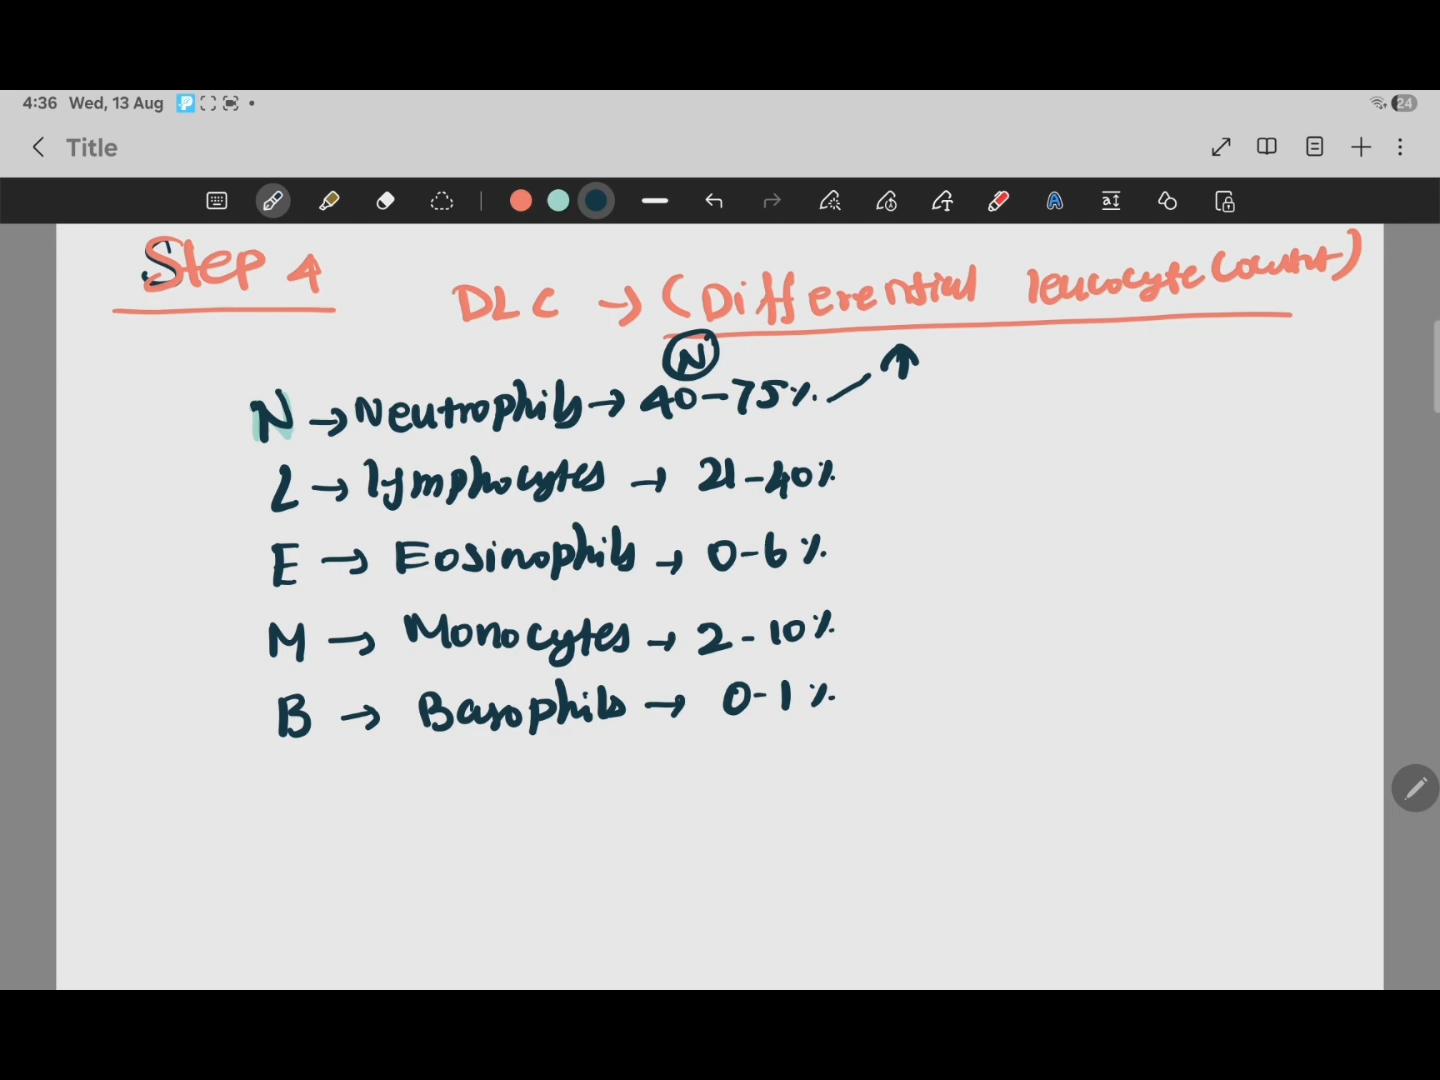 4:36 Wed, 13 Aug
24
Title
Step 4
DLC → (Differential leucocyte count)
N
N → Neutrophils → 40-75% ↑
L → lymphocytes → 21-40%
E → Eosinophils → 0-6%
M → Monocytes → 2-10%
B → Basophils → 0-1%